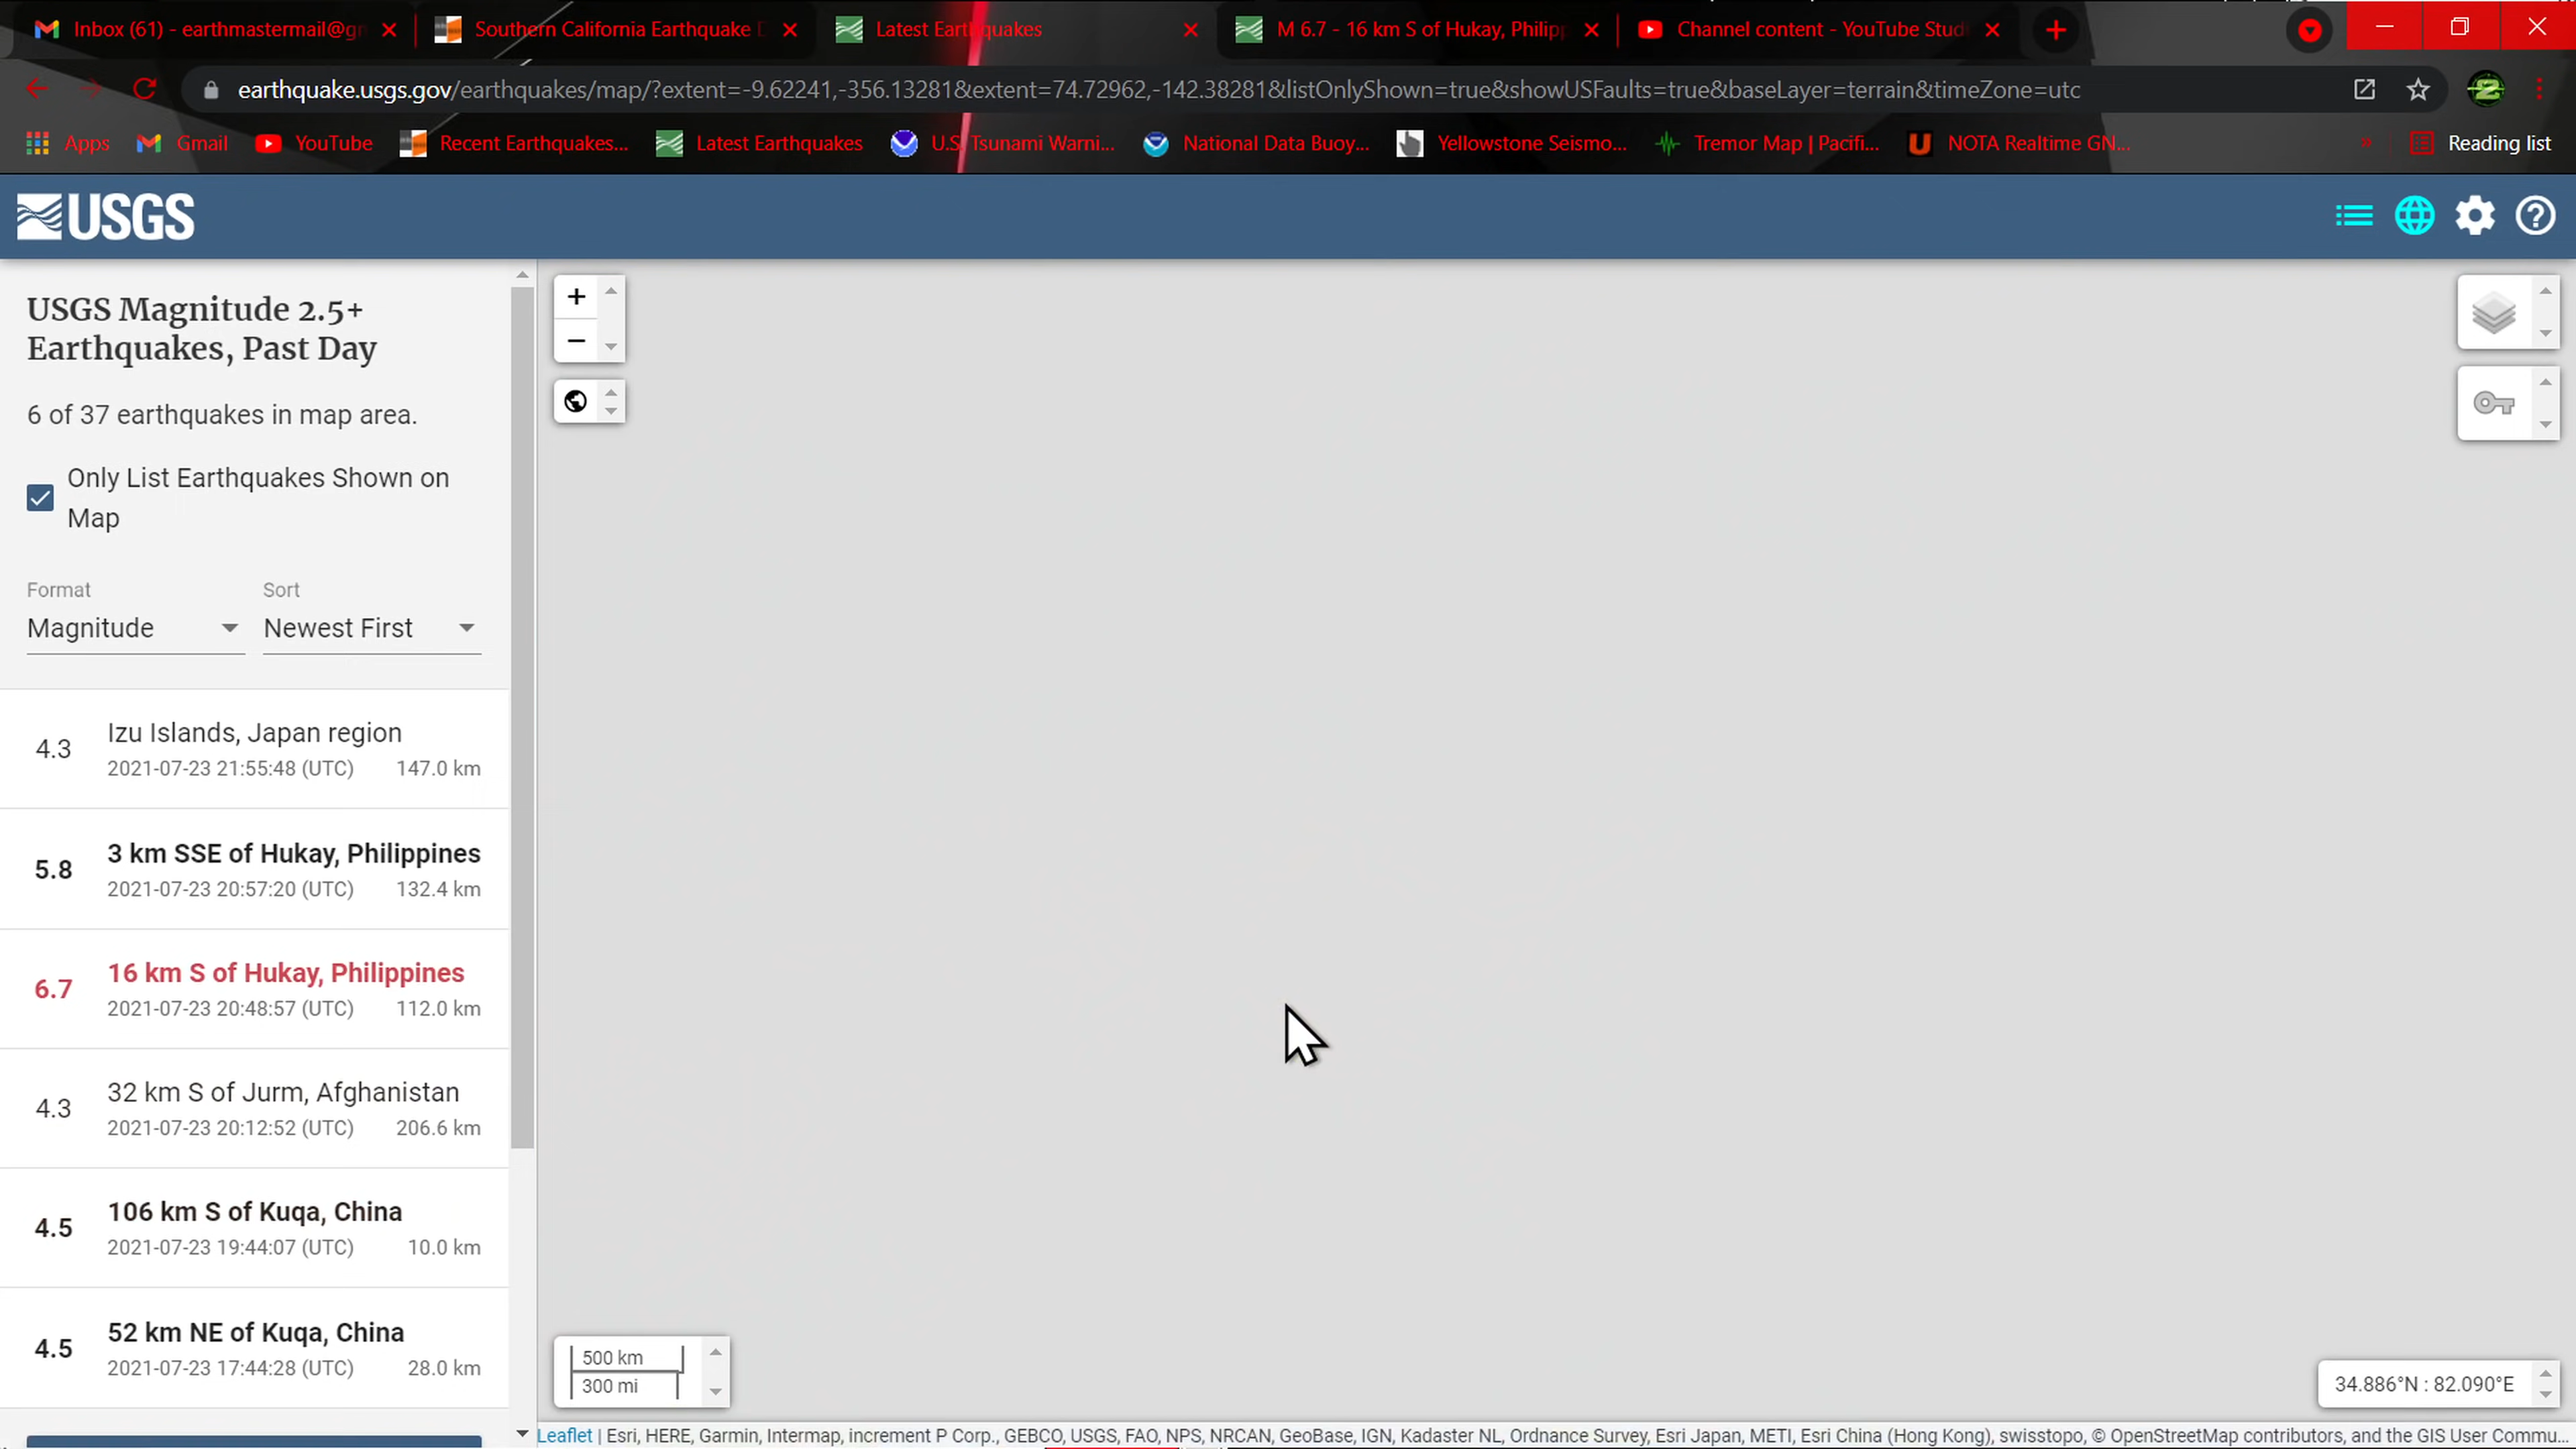 Inbox (61) - earthmastermail@gm
Southern California Earthquake D
Latest Earthquakes
M 6.7 - 16 km S of Hukay, Philipp
Channel content - YouTube Stud
earthquake.usgs.gov/earthquakes/map/?extent=-9.62241,-356.13281&extent=74.72962,-142.38281&listOnlyShown=true&showUSFaults=true&baseLayer=terrain&timeZone=utc
Apps
Gmail
YouTube
Recent Earthquakes...
Latest Earthquakes
U.S. Tsunami Warni...
National Data Buoy...
Yellowstone Seismo...
Tremor Map | Pacifi...
NOTA Realtime GN...
»
Reading list
USGS
USGS Magnitude 2.5+
Earthquakes, Past Day
6 of 37 earthquakes in map area.
Only List Earthquakes Shown on
Map
Format
Sort
Magnitude
Newest First
4.3
Izu Islands, Japan region
2021-07-23 21:55:48 (UTC) 147.0 km
5.8
3 km SSE of Hukay, Philippines
2021-07-23 20:57:20 (UTC) 132.4 km
6.7
16 km S of Hukay, Philippines
2021-07-23 20:48:57 (UTC) 112.0 km
4.3
32 km S of Jurm, Afghanistan
2021-07-23 20:12:52 (UTC) 206.6 km
4.5
106 km S of Kuqa, China
2021-07-23 19:44:07 (UTC) 10.0 km
4.5
52 km NE of Kuqa, China
2021-07-23 17:44:28 (UTC) 28.0 km
+
−
500 km
300 mi
34.886°N : 82.090°E
Leaflet | Esri, HERE, Garmin, Intermap, increment P Corp., GEBCO, USGS, FAO, NPS, NRCAN, GeoBase, IGN, Kadaster NL, Ordnance Survey, Esri Japan, METI, Esri China (Hong Kong), swisstopo, © OpenStreetMap contributors, and the GIS User Commu...